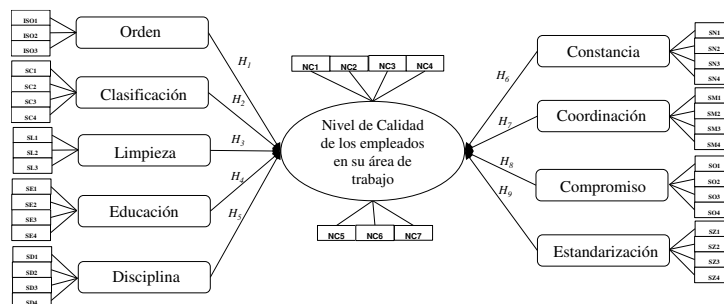 ISO1
ISO2
ISO3
Orden
SC1
SC2
SC3
SC4
Clasificación
SL1
SL2
SL3
Limpieza
SE1
SE2
SE3
SE4
Educación
SD1
SD2
SD3
SD4
Disciplina
H1
H2
H3
H4
H5
NC1 NC2 NC3 NC4
Nivel de Calidad
de los empleados
en su área de
trabajo
NC5 NC6 NC7
H6
H7
H8
H9
Constancia
SN1
SN2
SN3
SN4
Coordinación
SM1
SM2
SM3
SM4
Compromiso
SO1
SO2
SO3
SO4
Estandarización
SZ1
SZ2
SZ3
SZ4